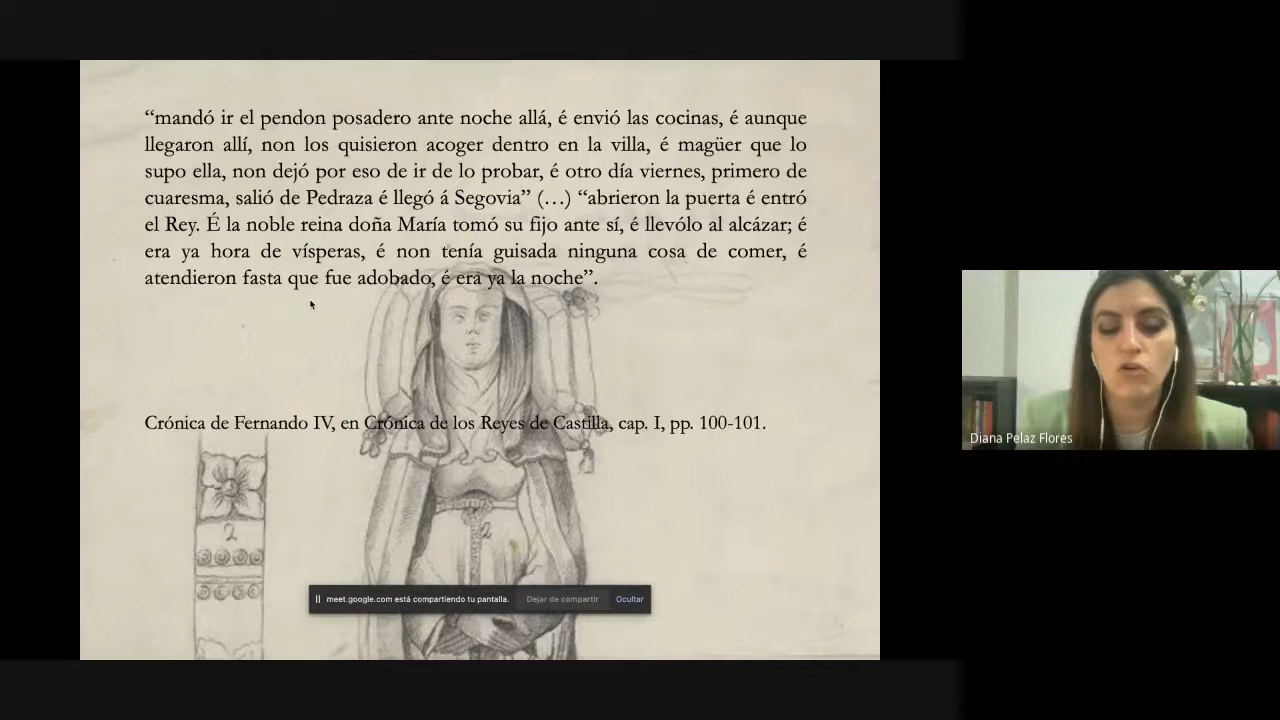 “mandó ir el pendon posadero ante noche allá, é envió las cocinas, é aunque
llegaron allí, non los quisieron acoger dentro en la villa, é magüer que lo
supo ella, non dejó por eso de ir de lo probar, é otro día viernes, primero de
cuaresma, salió de Pedraza é llegó á Segovia” (…) “abrieron la puerta é entró
el Rey. É la noble reina doña María tomó su fijo ante sí, é llevólo al alcázar; é
era ya hora de vísperas, é non tenía guisada ninguna cosa de comer, é
atendieron fasta que fue adobado, é era ya la noche”.
Crónica de Fernando IV, en Crónica de los Reyes de Castilla, cap. I, pp. 100-101.
2
2
meet.google.com está compartiendo tu pantalla. Dejar de compartir Ocultar
Diana Pelaz Flores